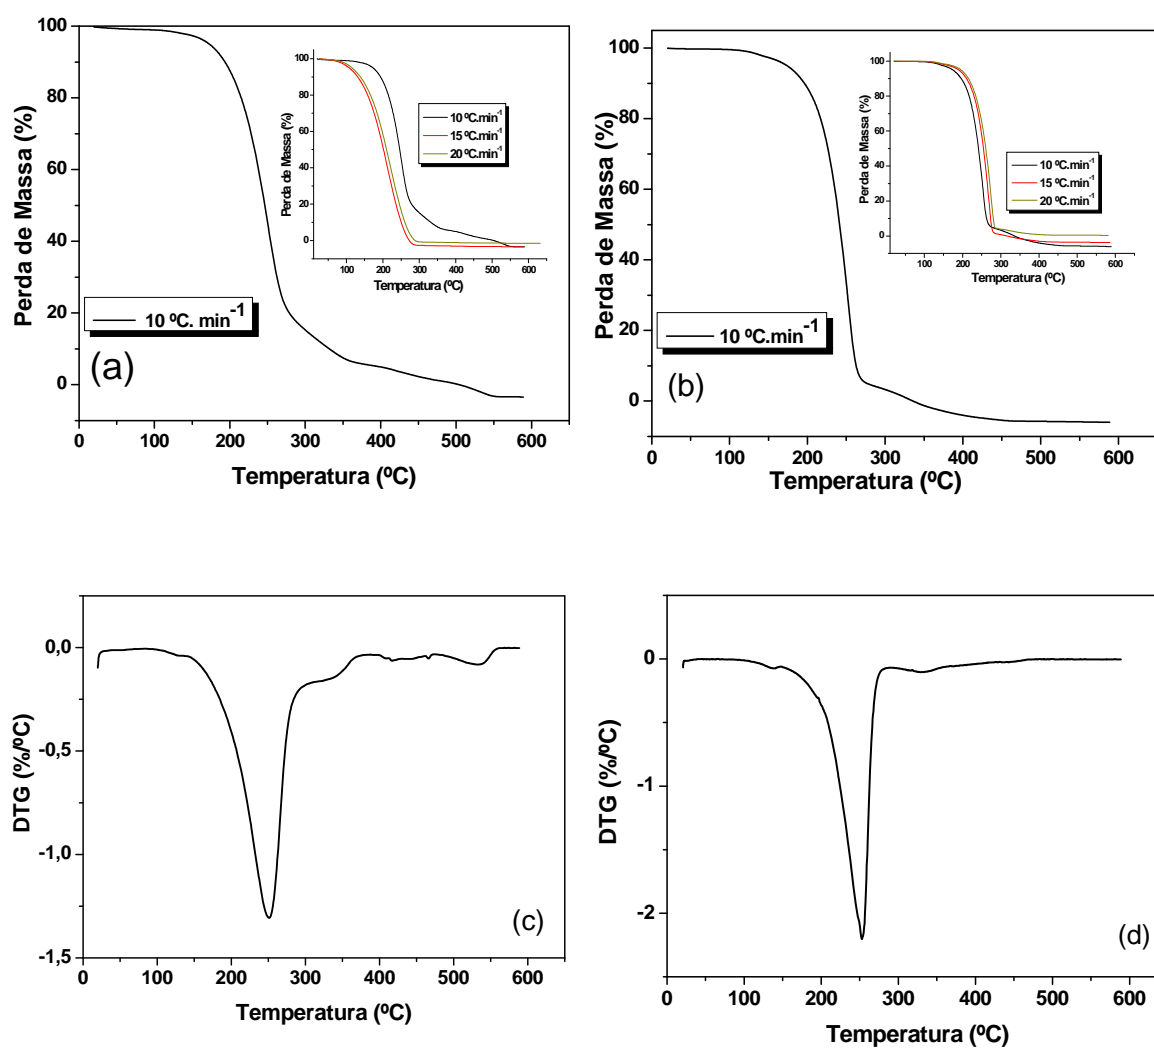 (a)
Perda de Massa (%)
100
80
60
40
20
0
0 100 200 300 400 500 600
Temperatura (ºC)
10 ºC. min-1
Perda de Massa (%)
100
80
60
40
20
0
100 200 300 400 500 600
Temperatura (ºC)
10 ºC.min-1
15 ºC.min-1
20 ºC.min-1
(b)
Perda de Massa (%)
100
80
60
40
20
0
0 100 200 300 400 500 600
Temperatura (ºC)
10 ºC.min-1
Perda de Massa (%)
100
80
60
40
20
0
100 200 300 400 500 600
Temperatura (ºC)
10 ºC.min-1
15 ºC.min-1
20 ºC.min-1
(c)
DTG (%/ºC)
0,0
-0,5
-1,0
-1,5
0 100 200 300 400 500 600
Temperatura (ºC)
(d)
DTG (%/ºC)
0
-1
-2
0 100 200 300 400 500 600
Temperatura (ºC)